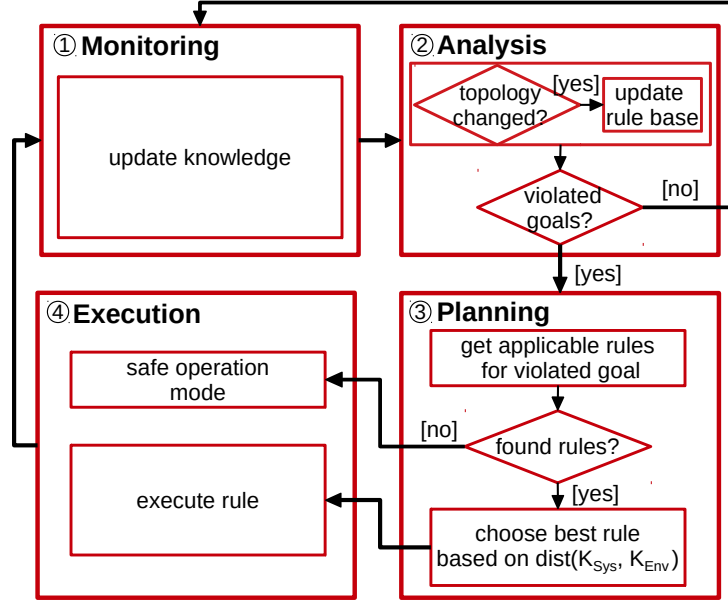 ① Monitoring
update knowledge
② Analysis
topology
changed?
[yes]
update
rule base
violated
goals?
[no]
[yes]
③ Planning
get applicable rules
for violated goal
found rules?
[no]
[yes]
choose best rule
based on dist(K_Sys, K_Env)
④ Execution
safe operation
mode
execute rule